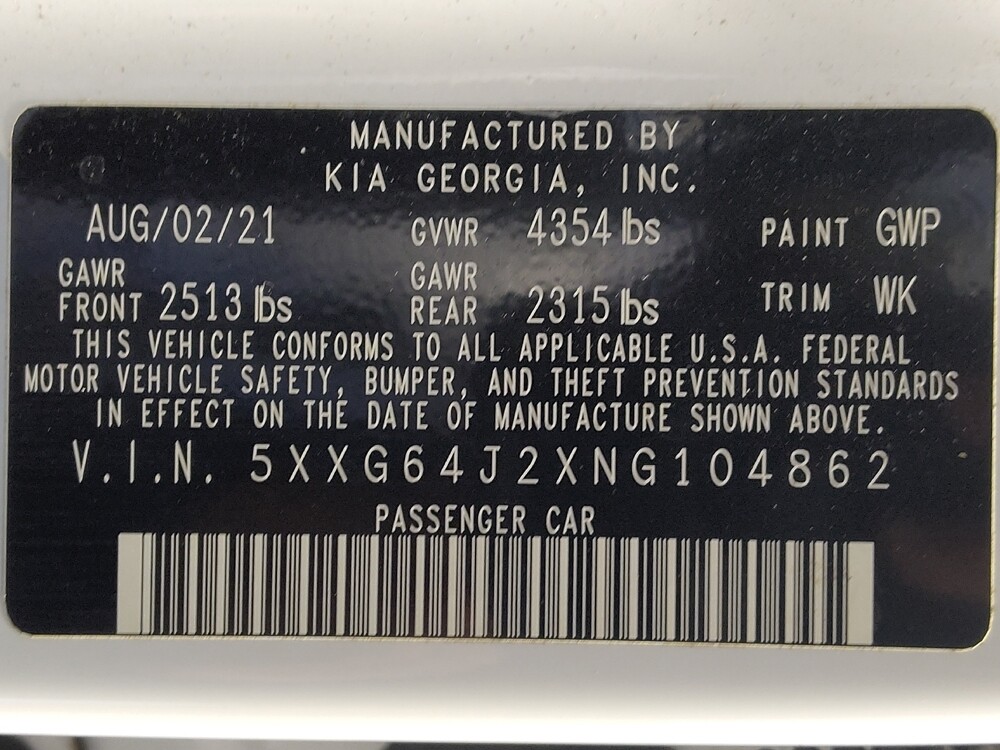 MANUFACTURED BY
KIA GEORGIA, INC.
AUG/02/21 GVWR 4354 lbs PAINT GWP
GAWR FRONT 2513 lbs GAWR REAR 2315 lbs TRIM WK
THIS VEHICLE CONFORMS TO ALL APPLICABLE U.S.A. FEDERAL
MOTOR VEHICLE SAFETY, BUMPER, AND THEFT PREVENTION STANDARDS
IN EFFECT ON THE DATE OF MANUFACTURE SHOWN ABOVE.
V.I.N. 5XXG64J2XNG104862
PASSENGER CAR